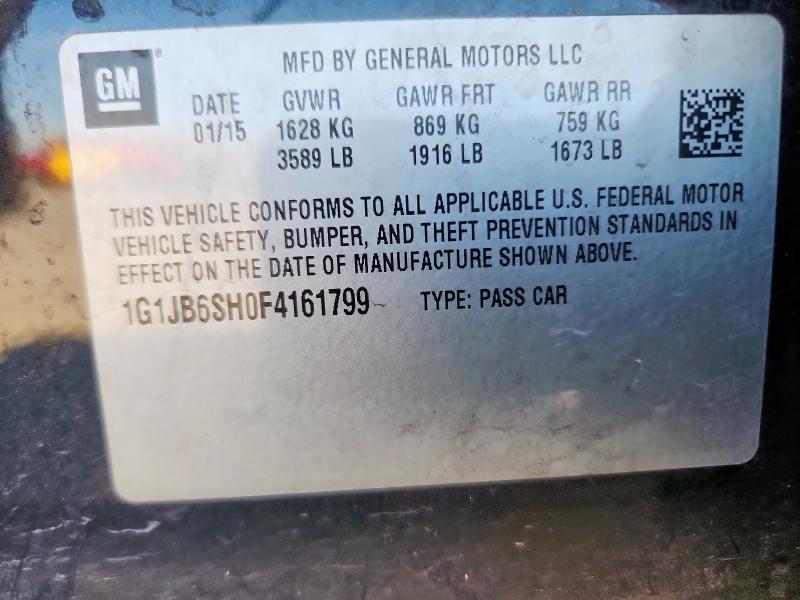 GM
®
MFD BY GENERAL MOTORS LLC
DATE GVWR GAWR FRT GAWR RR
01/15 1628 KG 869 KG 759 KG
3589 LB 1916 LB 1673 LB
THIS VEHICLE CONFORMS TO ALL APPLICABLE U.S. FEDERAL MOTOR
VEHICLE SAFETY, BUMPER, AND THEFT PREVENTION STANDARDS IN
EFFECT ON THE DATE OF MANUFACTURE SHOWN ABOVE.
1G1JB6SH0F4161799 TYPE: PASS CAR